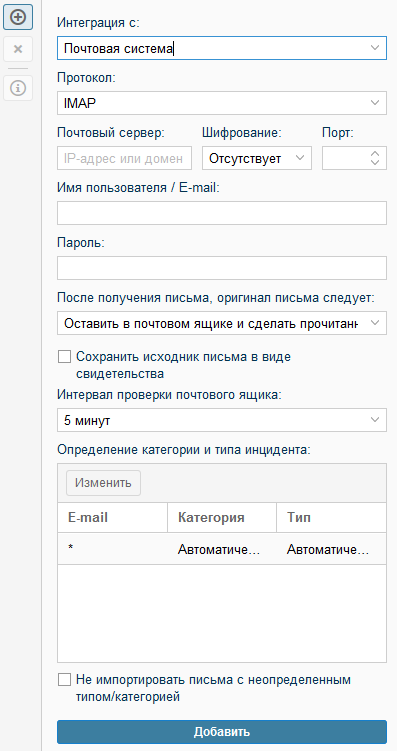 Интеграция с:
Почтовая система
Протокол:
IMAP
Почтовый сервер: Шифрование: Порт:
IP-адрес или домен Отсутствует
Имя пользователя / E-mail:
Пароль:
После получения письма, оригинал письма следует:
Оставить в почтовом ящике и сделать прочитанн
Сохранить исходник письма в виде
свидетельства
Интервал проверки почтового ящика:
5 минут
Определение категории и типа инцидента:
Изменить
E-mail Категория Тип
* Автоматиче... Автоматиче...
Не импортировать письма с неопределенным
типом/категорией
Добавить